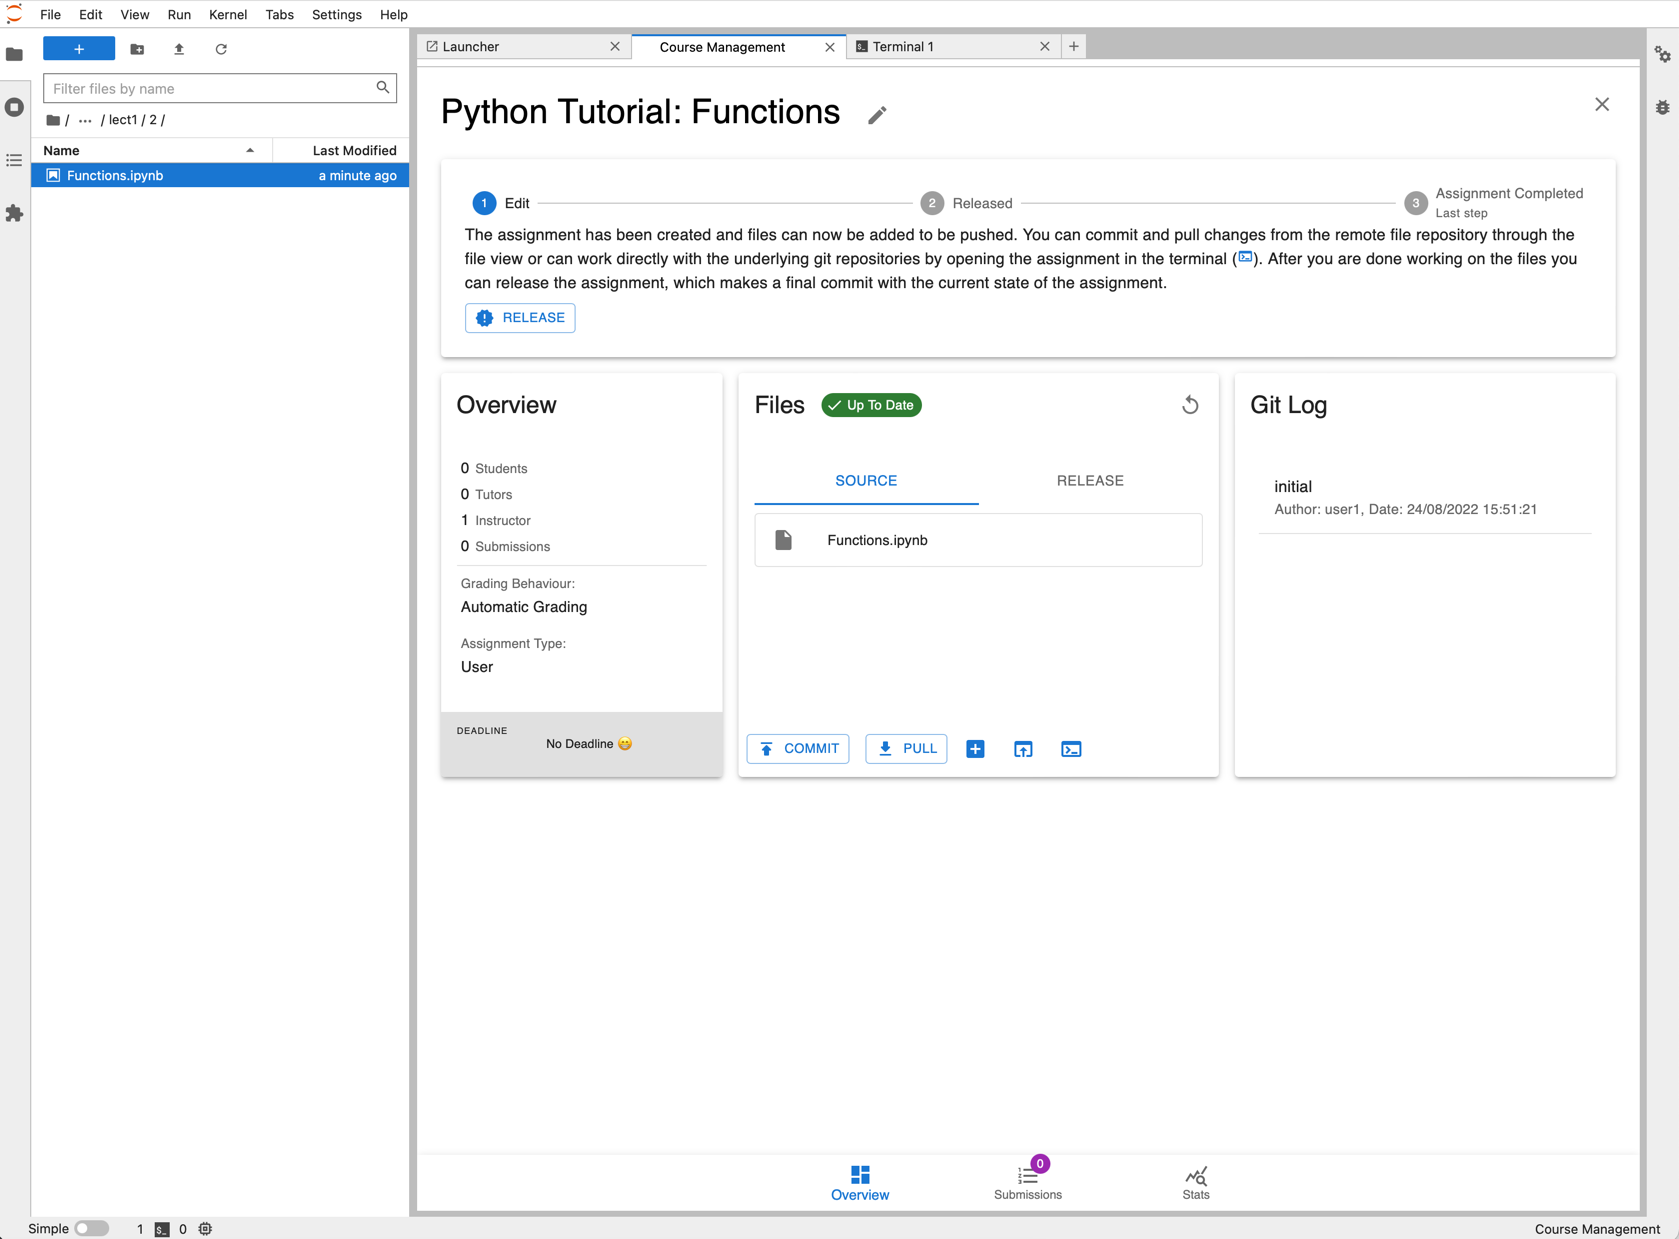 File Edit View Run Kernel Tabs Settings Help
+
Filter files by name
/ ··· / lect1 / 2 /
Name Last Modified
Functions.ipynb a minute ago
Launcher
Course Management
Terminal 1
Python Tutorial: Functions
1 Edit
2 Released
3 Assignment Completed
Last step
The assignment has been created and files can now be added to be pushed. You can commit and pull changes from the remote file repository through the
file view or can work directly with the underlying git repositories by opening the assignment in the terminal ( ). After you are done working on the files you
can release the assignment, which makes a final commit with the current state of the assignment.
RELEASE
Overview
0 Students
0 Tutors
1 Instructor
0 Submissions
Grading Behaviour:
Automatic Grading
Assignment Type:
User
DEADLINE
No Deadline 😁
Files
Up To Date
SOURCE RELEASE
Functions.ipynb
COMMIT PULL
Git Log
initial
Author: user1, Date: 24/08/2022 15:51:21
Overview
0
Submissions
Stats
Simple 1 0
Course Management